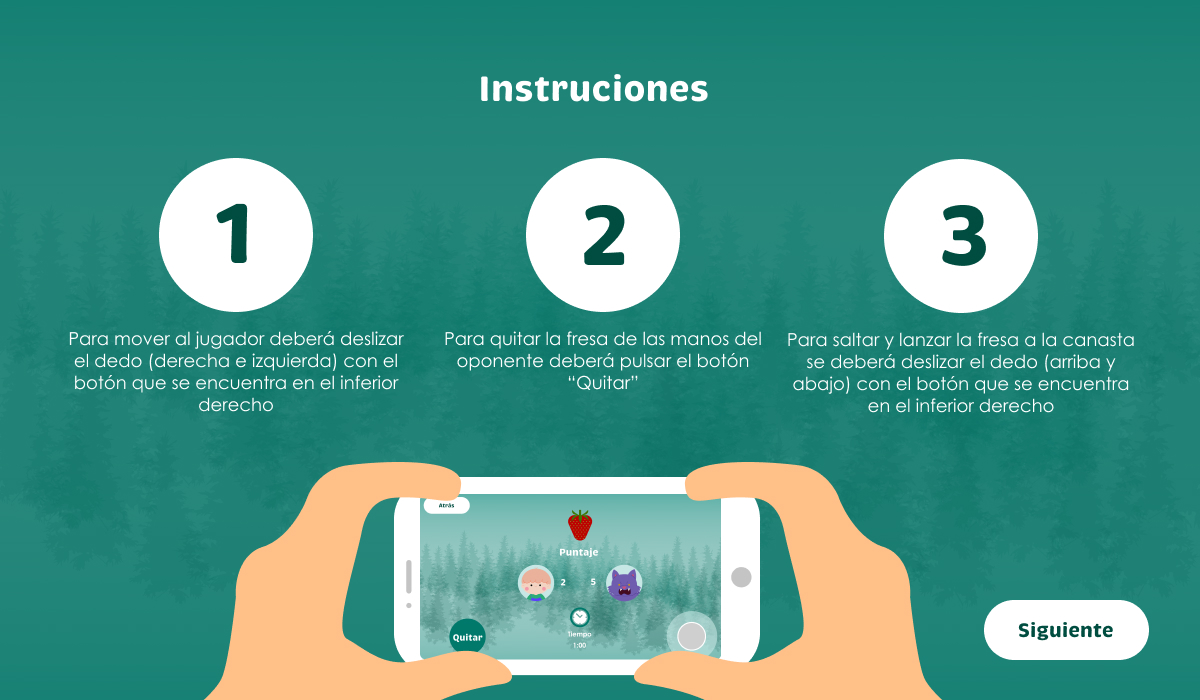 Instruciones
1
Para mover al jugador deberá deslizar
el dedo (derecha e izquierda) con el
botón que se encuentra en el inferior
derecho
2
Para quitar la fresa de las manos del
oponente deberá pulsar el botón
“Quitar”
3
Para saltar y lanzar la fresa a la canasta
se deberá deslizar el dedo (arriba y
abajo) con el botón que se encuentra
en el inferior derecho
Atrás
Puntaje
2 5
Quitar
Tiempo
1:00
Siguiente